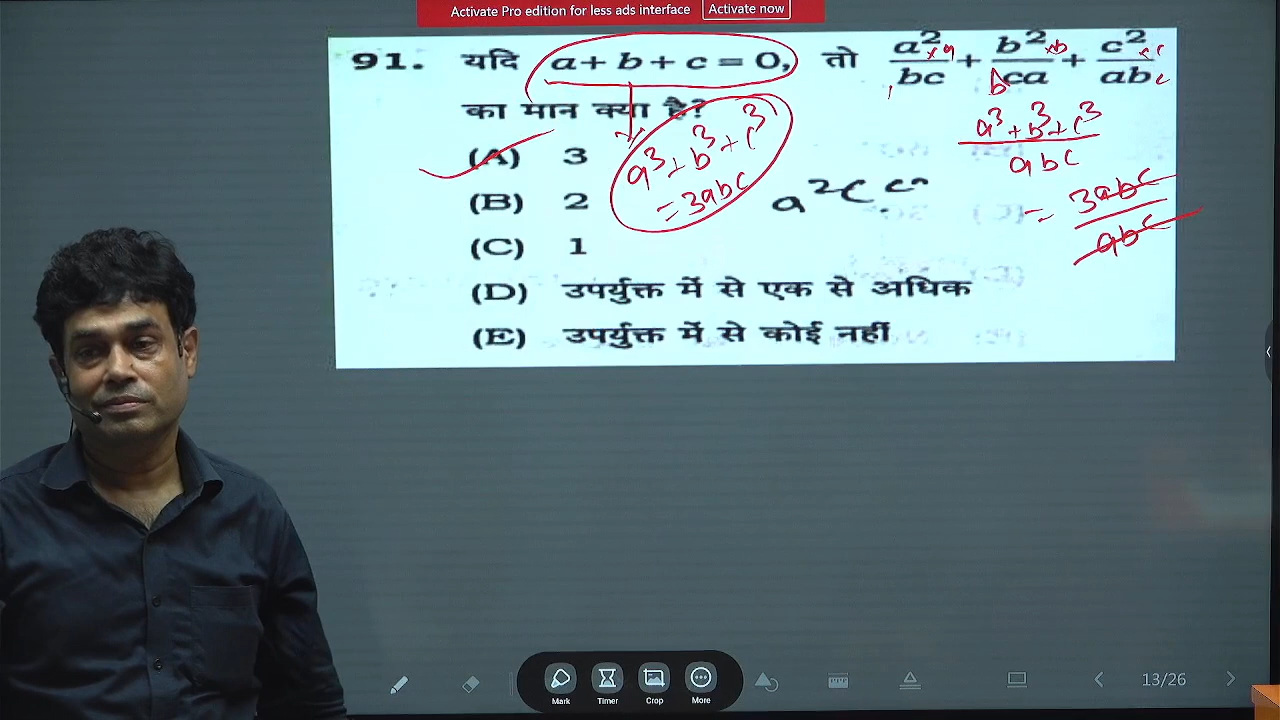 Activate Pro edition for less ads interface Activate now
91. यदि a + b + c = 0, तो a²/bc + b²/ca + c²/ab
×a ×b ×c
b c
का मान क्या है?
a³ + b³ + c³
= 3abc
a³ + b³ + c³
abc
= 3abc
abc
(A) 3
(B) 2
(C) 1
(D) उपर्युक्त में से एक से अधिक
(E) उपर्युक्त में से कोई नहीं
Mark Timer Crop More
13/26